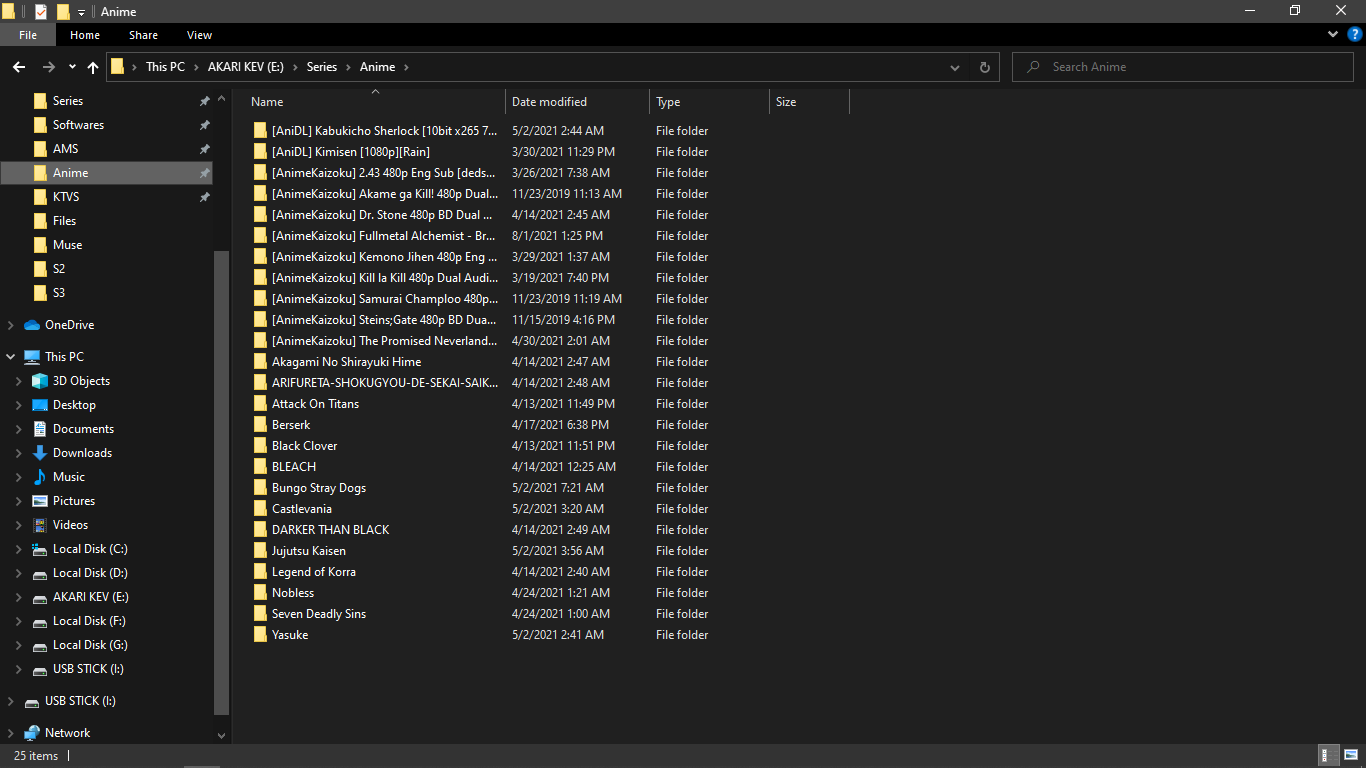 Anime
File Home Share View
This PC AKARI KEV (E:) Series Anime
Search Anime
Series
Softwares
AMS
Anime
KTVS
Files
Muse
S2
S3
OneDrive
This PC
3D Objects
Desktop
Documents
Downloads
Music
Pictures
Videos
Local Disk (C:)
Local Disk (D:)
AKARI KEV (E:)
Local Disk (F:)
Local Disk (G:)
USB STICK (I:)
USB STICK (I:)
Network
Name Date modified Type Size
[AniDL] Kabukicho Sherlock [10bit x265 7... 5/2/2021 2:44 AM File folder
[AniDL] Kimisen [1080p][Rain] 3/30/2021 11:29 PM File folder
[AnimeKaizoku] 2.43 480p Eng Sub [deds... 3/26/2021 7:38 AM File folder
[AnimeKaizoku] Akame ga Kill! 480p Dual... 11/23/2019 11:13 AM File folder
[AnimeKaizoku] Dr. Stone 480p BD Dual ... 4/14/2021 2:45 AM File folder
[AnimeKaizoku] Fullmetal Alchemist - Br... 8/1/2021 1:25 PM File folder
[AnimeKaizoku] Kemono Jihen 480p Eng ... 3/29/2021 1:37 AM File folder
[AnimeKaizoku] Kill la Kill 480p Dual Audi... 3/19/2021 7:40 PM File folder
[AnimeKaizoku] Samurai Champloo 480p... 11/23/2019 11:19 AM File folder
[AnimeKaizoku] Steins;Gate 480p BD Dua... 11/15/2019 4:16 PM File folder
[AnimeKaizoku] The Promised Neverland... 4/30/2021 2:01 AM File folder
Akagami No Shirayuki Hime 4/14/2021 2:47 AM File folder
ARIFURETA-SHOKUGYOU-DE-SEKAI-SAIK... 4/14/2021 2:48 AM File folder
Attack On Titans 4/13/2021 11:49 PM File folder
Berserk 4/17/2021 6:38 PM File folder
Black Clover 4/13/2021 11:51 PM File folder
BLEACH 4/14/2021 12:25 AM File folder
Bungo Stray Dogs 5/2/2021 7:21 AM File folder
Castlevania 5/2/2021 3:20 AM File folder
DARKER THAN BLACK 4/14/2021 2:49 AM File folder
Jujutsu Kaisen 5/2/2021 3:56 AM File folder
Legend of Korra 4/14/2021 2:40 AM File folder
Nobless 4/24/2021 1:21 AM File folder
Seven Deadly Sins 4/24/2021 1:00 AM File folder
Yasuke 5/2/2021 2:41 AM File folder
25 items